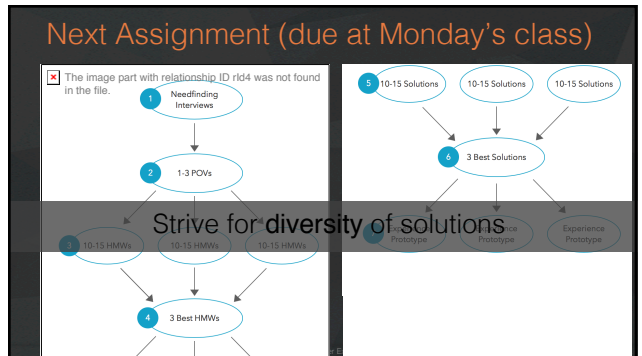 Next Assignment (due at Monday's class)
The image part with relationship ID rId4 was not found
in the file.
1
Needfinding
Interviews
2
1-3 POVs
3
10-15 HMWs
10-15 HMWs
10-15 HMWs
4
3 Best HMWs
5
10-15 Solutions
10-15 Solutions
10-15 Solutions
6
3 Best Solutions
Experience
Prototype
Experience
Prototype
Experience
Prototype
Strive for diversity of solutions